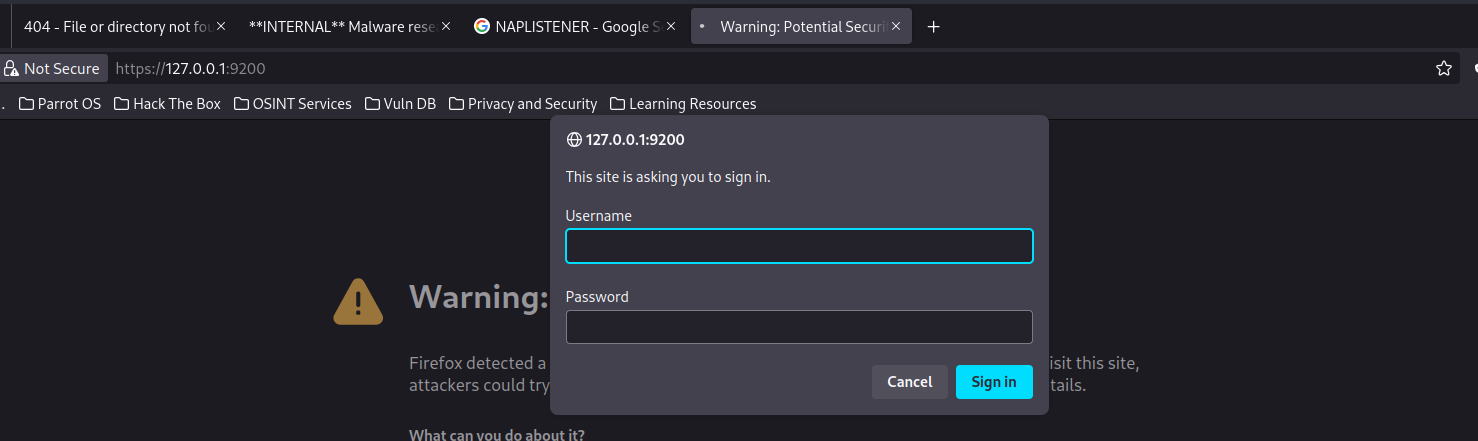 404 - File or directory not fou
**INTERNAL** Malware rese
NAPLISTENER - Google S
Warning: Potential Securi
Not Secure
https://127.0.0.1:9200
Parrot OS
Hack The Box
OSINT Services
Vuln DB
Privacy and Security
Learning Resources
127.0.0.1:9200
This site is asking you to sign in.
Username
Password
Cancel
Sign in
Warning:
Firefox detected a
isit this site,
attackers could try
tails.
What can you do about it?